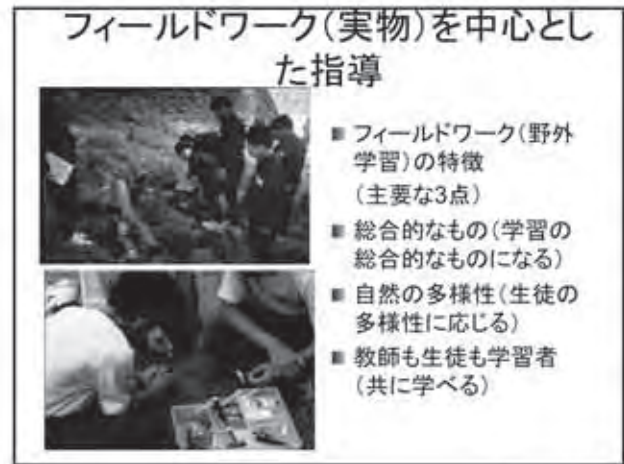 フィールドワーク(実物)を中心とし
た指導
■ フィールドワーク(野外
学習)の特徴
(主要な3点)
■ 総合的なもの(学習の
総合的なものになる)
■ 自然の多様性(生徒の
多様性に応じる)
■ 教師も生徒も学習者
(共に学べる)